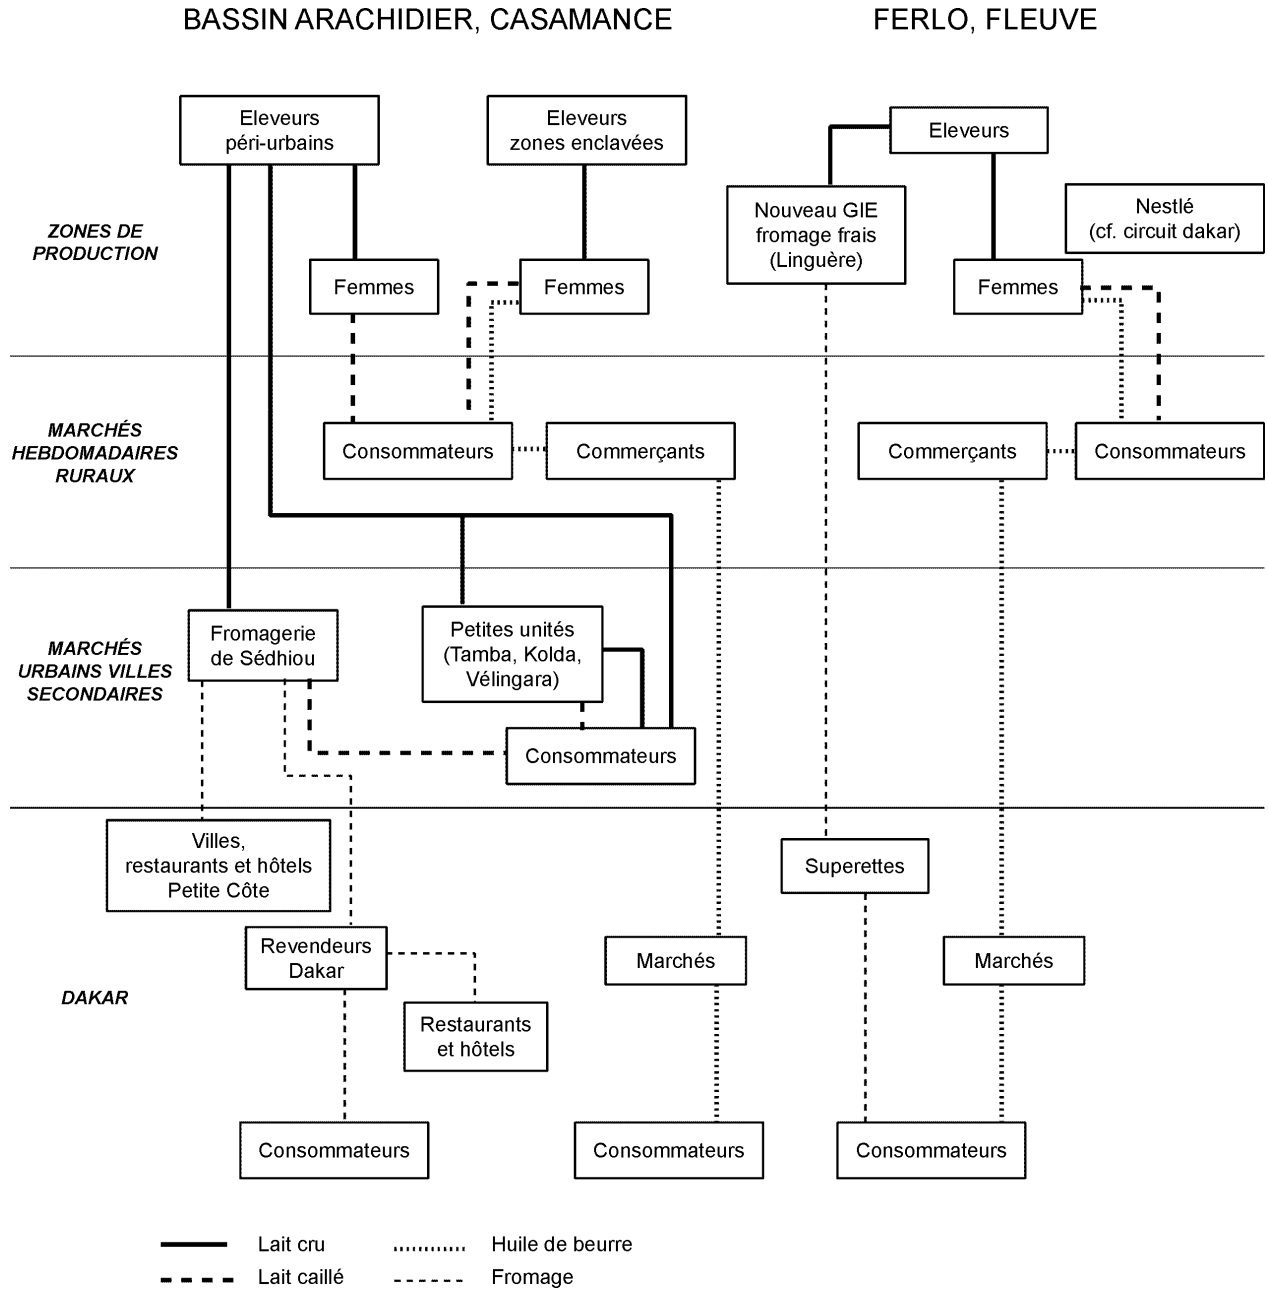 BASSIN ARACHIDIER, CASAMANCE
FERLO, FLEUVE
Eleveurs
péri-urbains
Eleveurs
zones enclavées
Eleveurs
ZONES DE
PRODUCTION
Nouveau GIE
fromage frais
(Linguère)
Nestlé
(cf. circuit dakar)
Femmes
Femmes
Femmes
MARCHÉS
HEBDOMADAIRES
RURAUX
Consommateurs
Commerçants
Commerçants
Consommateurs
MARCHÉS
URBAINS VILLES
SECONDAIRES
Fromagerie
de Sédhiou
Petites unités
(Tamba, Kolda,
Vélingara)
Consommateurs
Villes,
restaurants et hôtels
Petite Côte
Superettes
DAKAR
Revendeurs
Dakar
Marchés
Marchés
Restaurants
et hôtels
Consommateurs
Consommateurs
Consommateurs
Lait cru
Huile de beurre
Lait caillé
Fromage